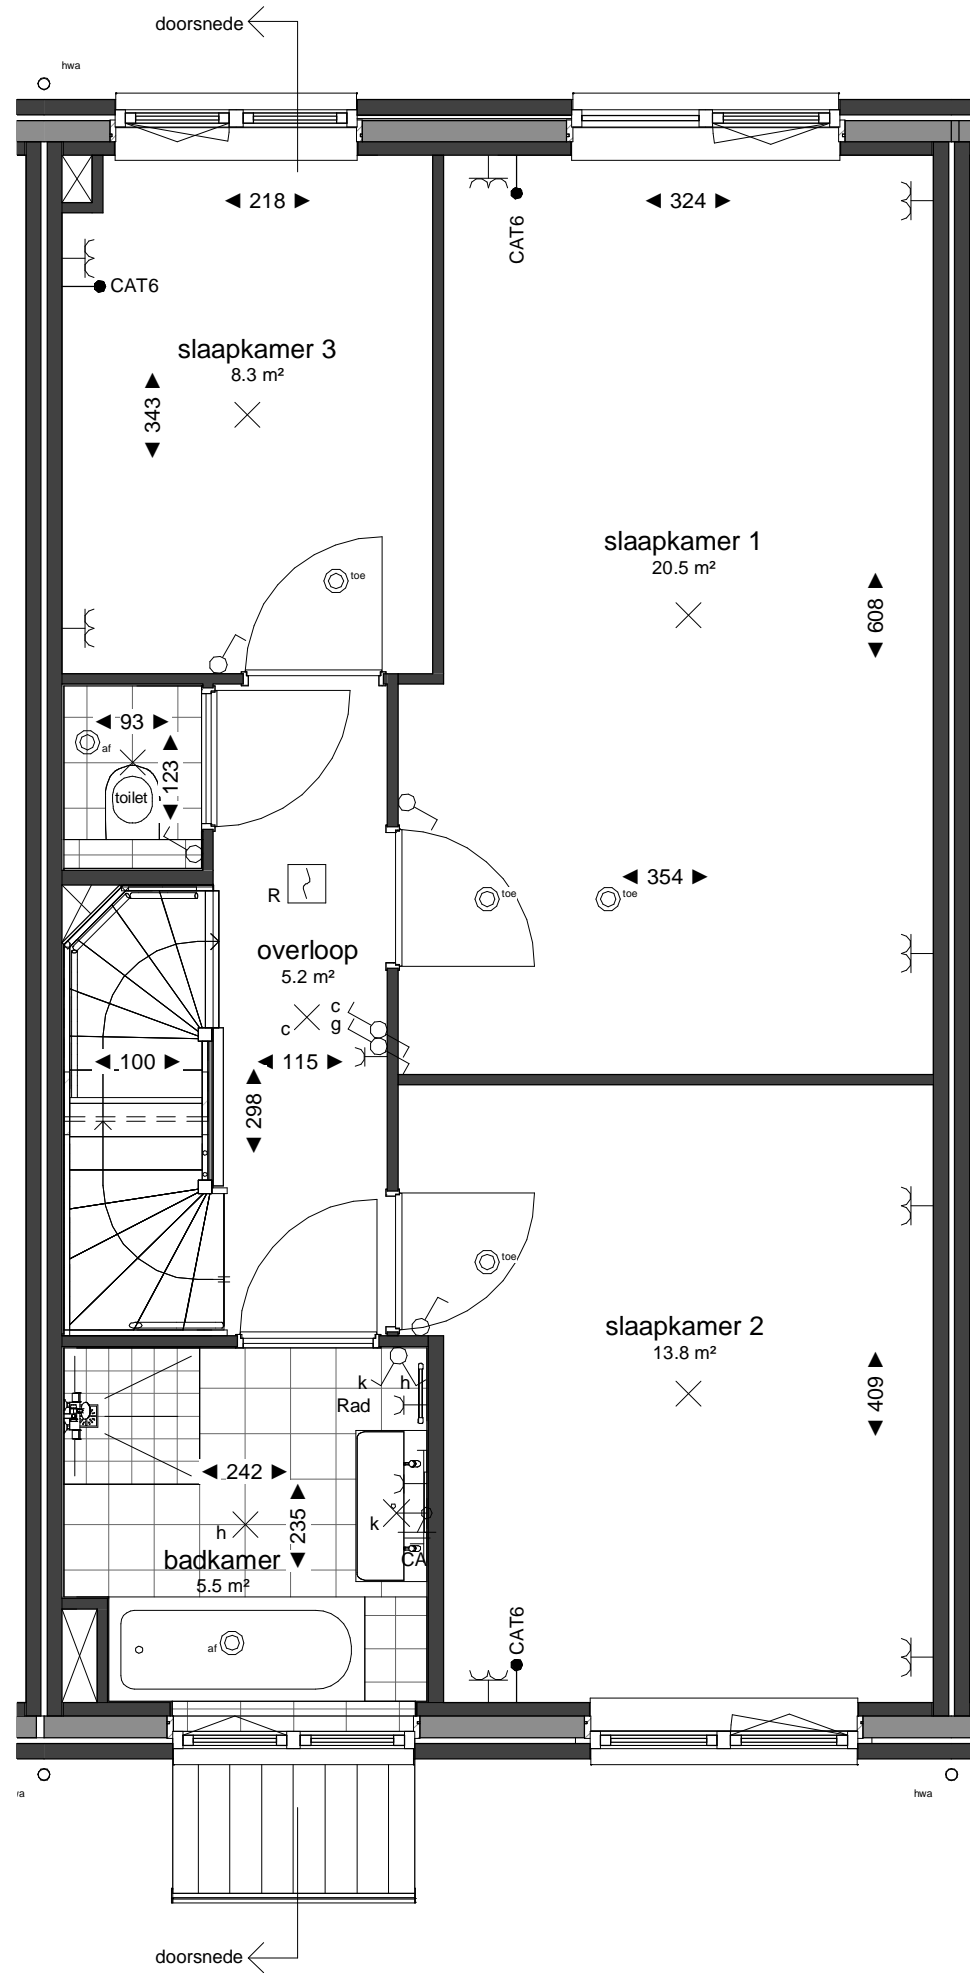 doorsnede
hwa
218
324
CAT6
CAT6
slaapkamer 3
8.3 m²
343
slaapkamer 1
20.5 m²
toe
608
93
af
123
toilet
354
toe
toe
R
overloop
5.2 m²
c
c
g
100
115
298
toe
slaapkamer 2
13.8 m²
k
h
Rad
409
242
235
h
k
badkamer
CA
5.5 m²
af
CAT6
hwa
doorsnede